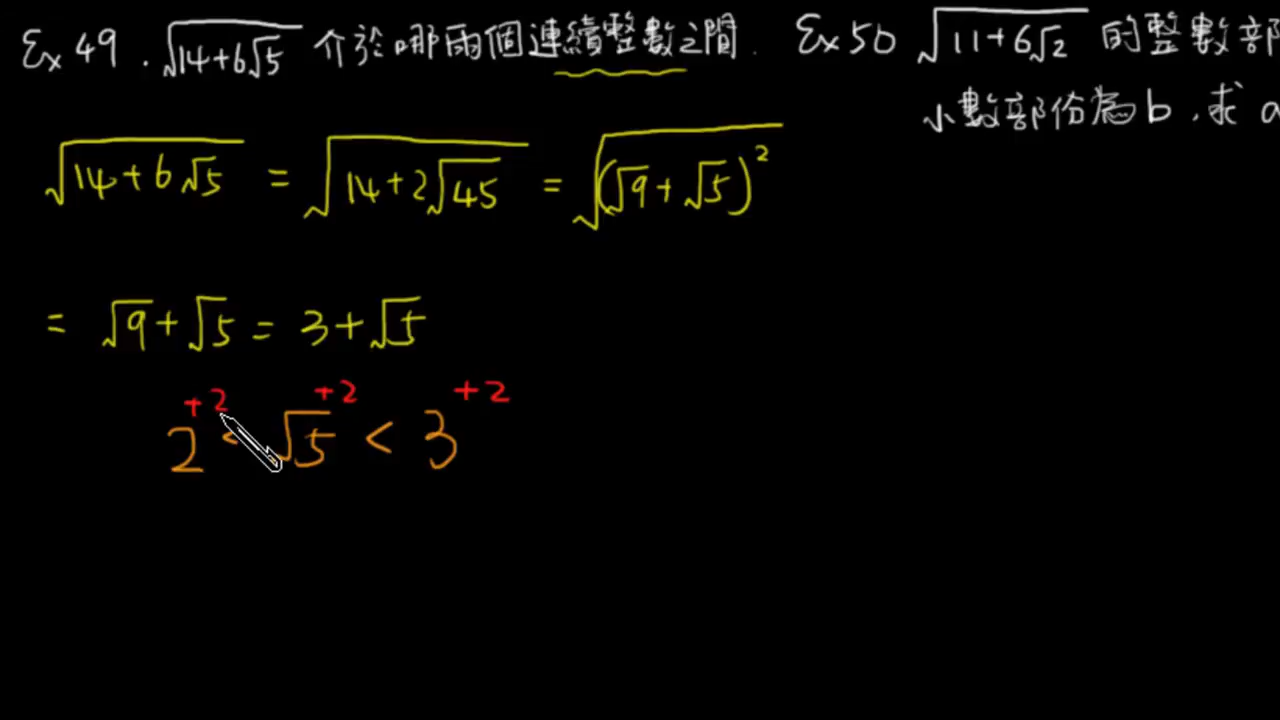 Ex 49 . √(14+6√5) 介於哪兩個連續整數之間 .
√(14+6√5) = √(14+2√45) = √((√9+√5)²)
= √9+√5 = 3+√5
+2 +2 +2
2 < √5 < 3
Ex 50 √(11+6√2) 的整數部
小數部份為 b . 求 a